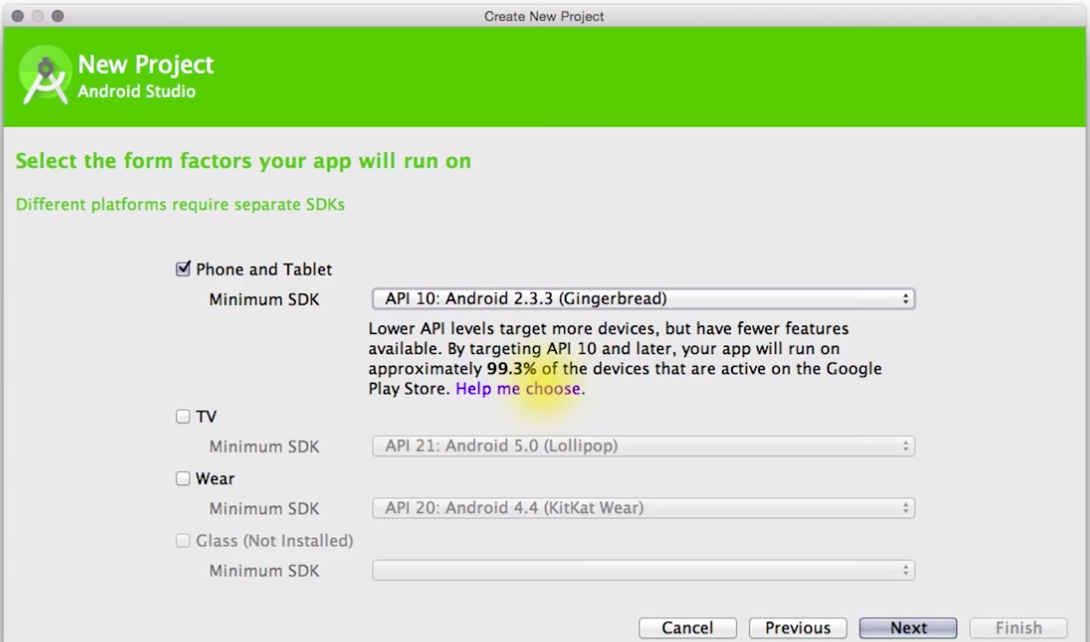 Create New Project
New Project
Android Studio
Select the form factors your app will run on
Different platforms require separate SDKs
Phone and Tablet
Minimum SDK
API 10: Android 2.3.3 (Gingerbread)
Lower API levels target more devices, but have fewer features
available. By targeting API 10 and later, your app will run on
approximately 99.3% of the devices that are active on the Google
Play Store. Help me choose.
TV
Minimum SDK
API 21: Android 5.0 (Lollipop)
Wear
Minimum SDK
API 20: Android 4.4 (KitKat Wear)
Glass (Not Installed)
Minimum SDK
Cancel
Previous
Next
Finish